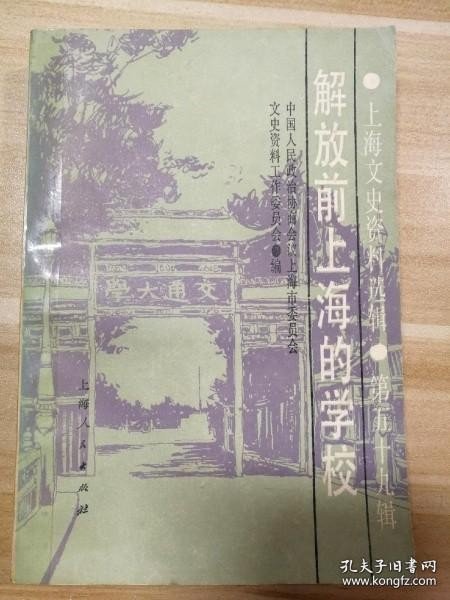 ●上海文史资料选辑●第五十九辑
解放前上海的学校
中国人民政治协商会议上海市委员会
文史资料工作委员会●编
學大通交
上海人民出版社
孔夫子旧书网
www.kongfz.com